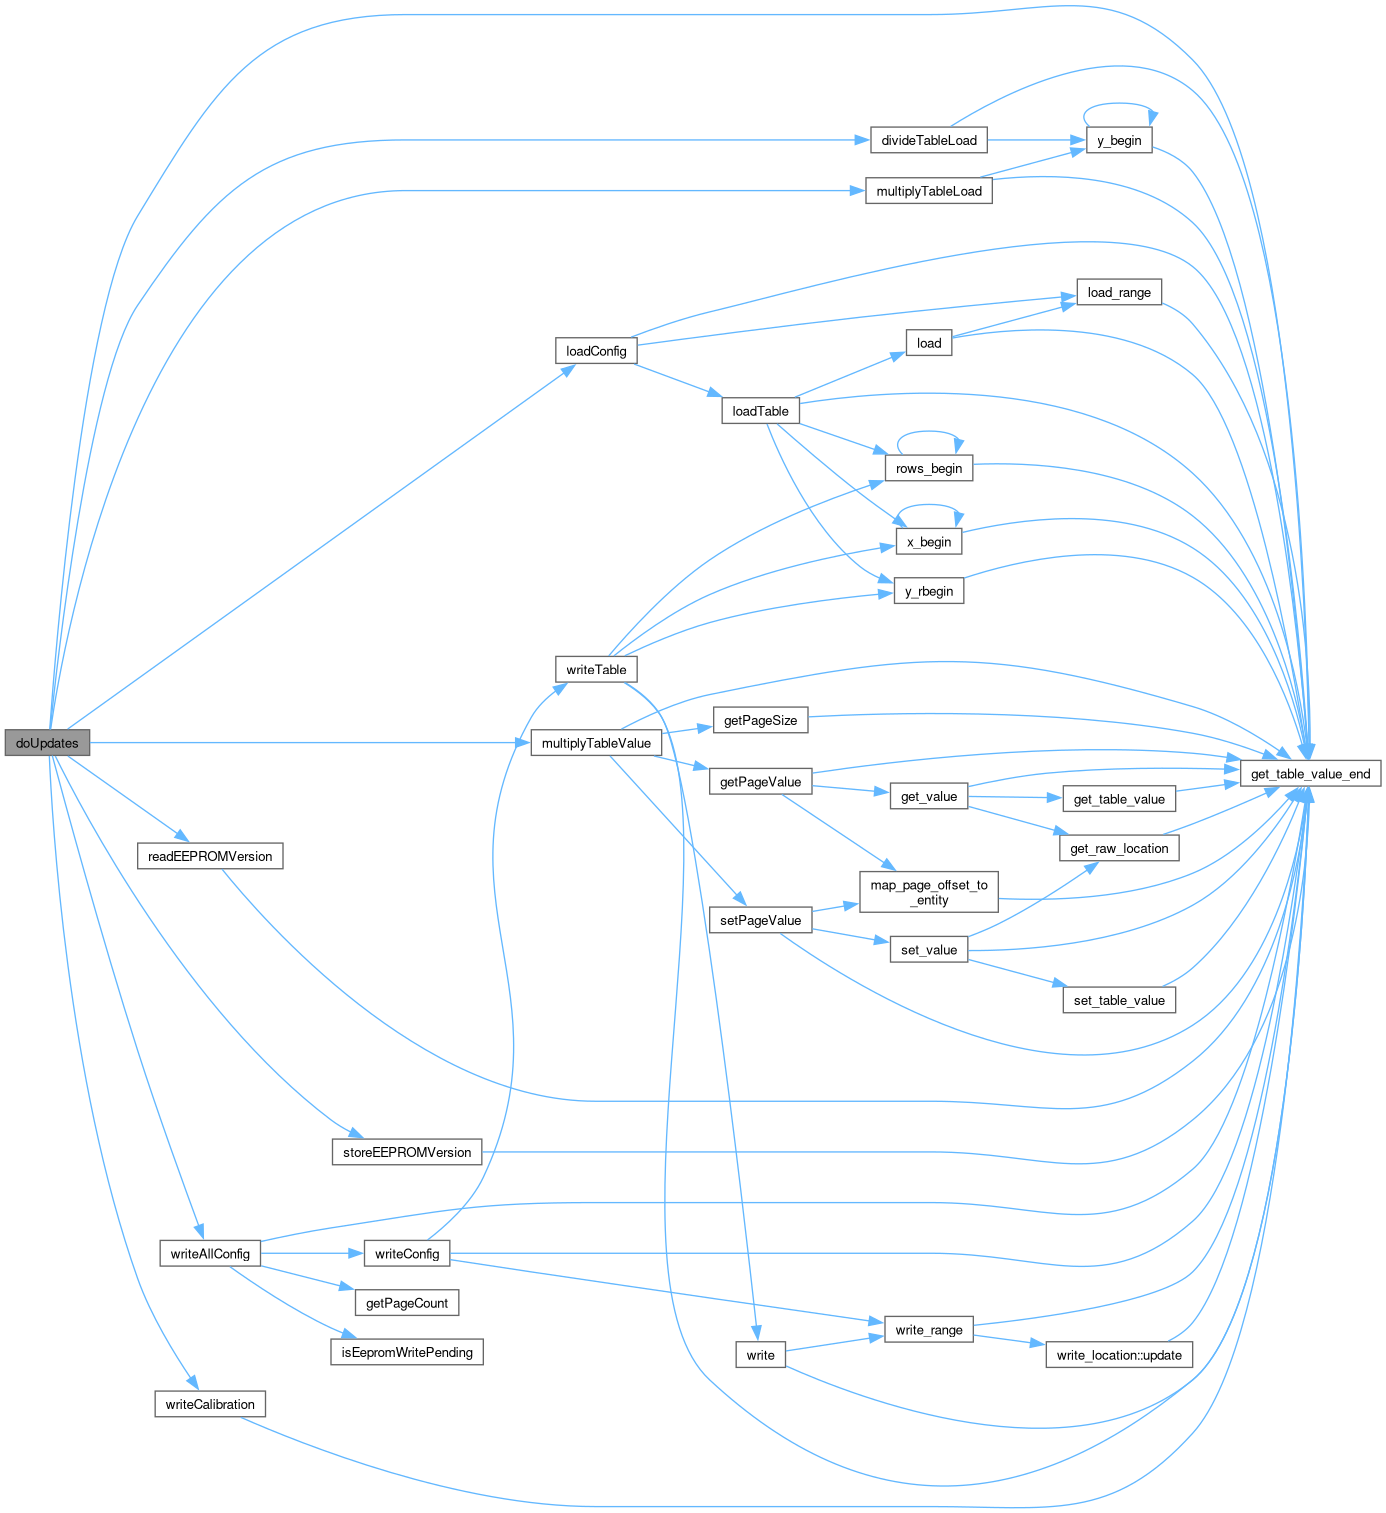 divideTableLoad
y_begin
multiplyTableLoad
load_range
load
loadConfig
loadTable
rows_begin
x_begin
y_rbegin
writeTable
getPageSize
doUpdates
multiplyTableValue
get_table_value_end
getPageValue
get_value
get_table_value
get_raw_location
readEEPROMVersion
map_page_offset_to
_entity
setPageValue
set_value
set_table_value
storeEEPROMVersion
writeAllConfig
writeConfig
getPageCount
write_range
isEepromWritePending
write
write_location::update
writeCalibration